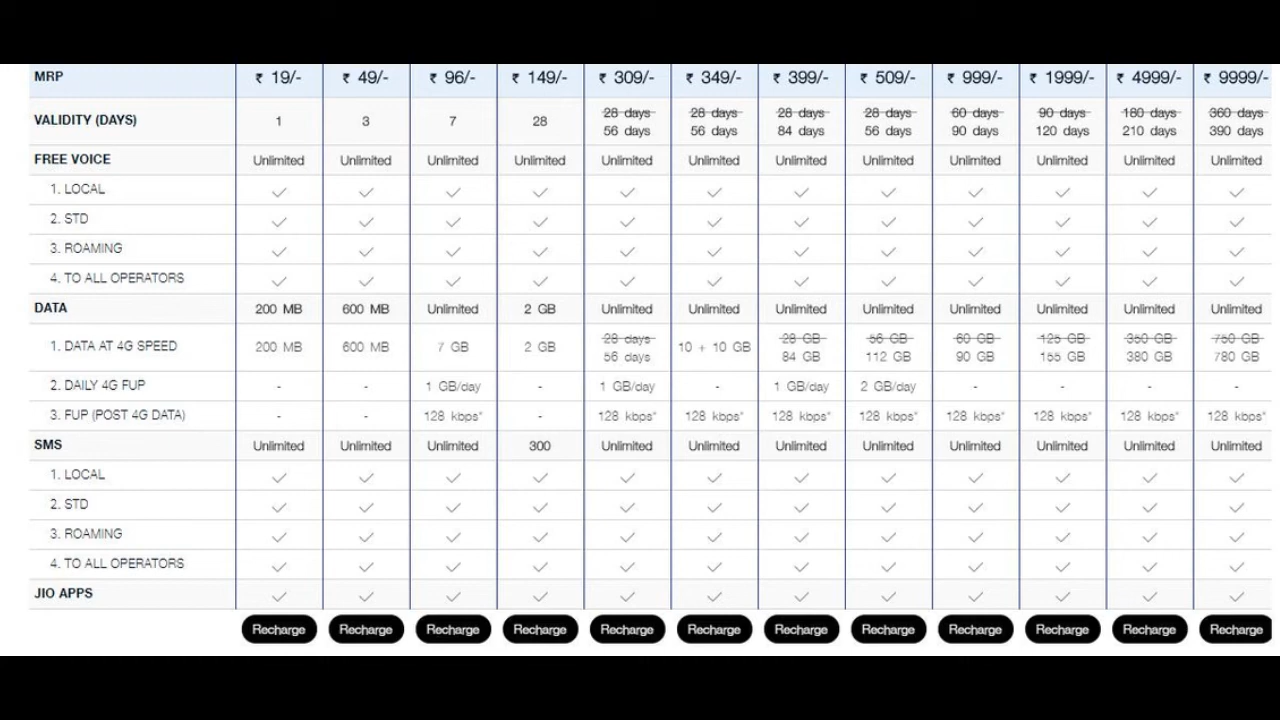 MRP ₹ 19/- ₹ 49/- ₹ 96/- ₹ 149/- ₹ 309/- ₹ 349/- ₹ 399/- ₹ 509/- ₹ 999/- ₹ 1999/- ₹ 4999/- ₹ 9999/-
28 days 28 days 28 days 28 days 60 days 90 days 180 days 360 days
VALIDITY (DAYS) 1 3 7 28 56 days 56 days 84 days 56 days 90 days 120 days 210 days 390 days
FREE VOICE Unlimited Unlimited Unlimited Unlimited Unlimited Unlimited Unlimited Unlimited Unlimited Unlimited Unlimited Unlimited
1. LOCAL ✓ ✓ ✓ ✓ ✓ ✓ ✓ ✓ ✓ ✓ ✓ ✓
2. STD ✓ ✓ ✓ ✓ ✓ ✓ ✓ ✓ ✓ ✓ ✓ ✓
3. ROAMING ✓ ✓ ✓ ✓ ✓ ✓ ✓ ✓ ✓ ✓ ✓ ✓
4. TO ALL OPERATORS ✓ ✓ ✓ ✓ ✓ ✓ ✓ ✓ ✓ ✓ ✓ ✓
DATA 200 MB 600 MB Unlimited 2 GB Unlimited Unlimited Unlimited Unlimited Unlimited Unlimited Unlimited Unlimited
28 days 28 GB 56 GB 60 GB 125 GB 350 GB 750 GB
1. DATA AT 4G SPEED 200 MB 600 MB 7 GB 2 GB 56 days 10 + 10 GB 84 GB 112 GB 90 GB 155 GB 380 GB 780 GB
2. DAILY 4G FUP - - 1 GB/day - 1 GB/day - 1 GB/day 2 GB/day - - - -
3. FUP (POST 4G DATA) - - 128 kbps* - 128 kbps* 128 kbps* 128 kbps* 128 kbps* 128 kbps* 128 kbps* 128 kbps* 128 kbps*
SMS Unlimited Unlimited Unlimited 300 Unlimited Unlimited Unlimited Unlimited Unlimited Unlimited Unlimited Unlimited
1. LOCAL ✓ ✓ ✓ ✓ ✓ ✓ ✓ ✓ ✓ ✓ ✓ ✓
2. STD ✓ ✓ ✓ ✓ ✓ ✓ ✓ ✓ ✓ ✓ ✓ ✓
3. ROAMING ✓ ✓ ✓ ✓ ✓ ✓ ✓ ✓ ✓ ✓ ✓ ✓
4. TO ALL OPERATORS ✓ ✓ ✓ ✓ ✓ ✓ ✓ ✓ ✓ ✓ ✓ ✓
JIO APPS ✓ ✓ ✓ ✓ ✓ ✓ ✓ ✓ ✓ ✓ ✓ ✓
Recharge Recharge Recharge Recharge Recharge Recharge Recharge Recharge Recharge Recharge Recharge Recharge